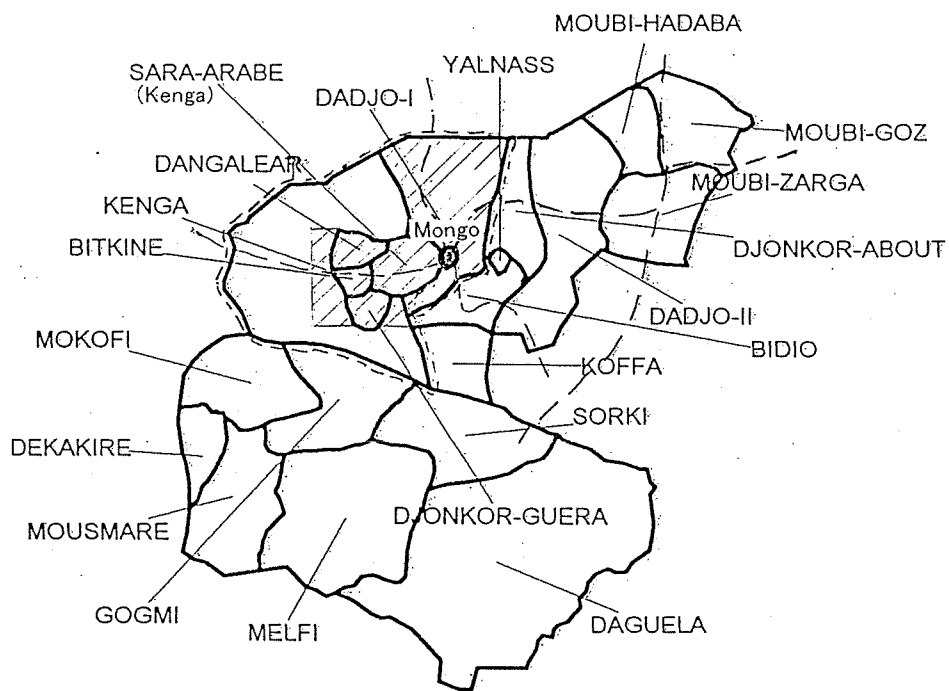 MOUBI-HADABA
SARA-ARABE
(Kenga)
YALNASS
DADJO-I
MOUBI-GOZ
DANGALEAR
MOUBI-ZARGA
KENGA
Mongo
BITKINE
DJONKOR-ABOUT
DADJO-II
MOKOFI
BIDIO
KOFFA
SORKI
DEKAKIRE
DJONKOR-GUERA
MOUSMARE
GOGMI
MELFI
DAGUELA